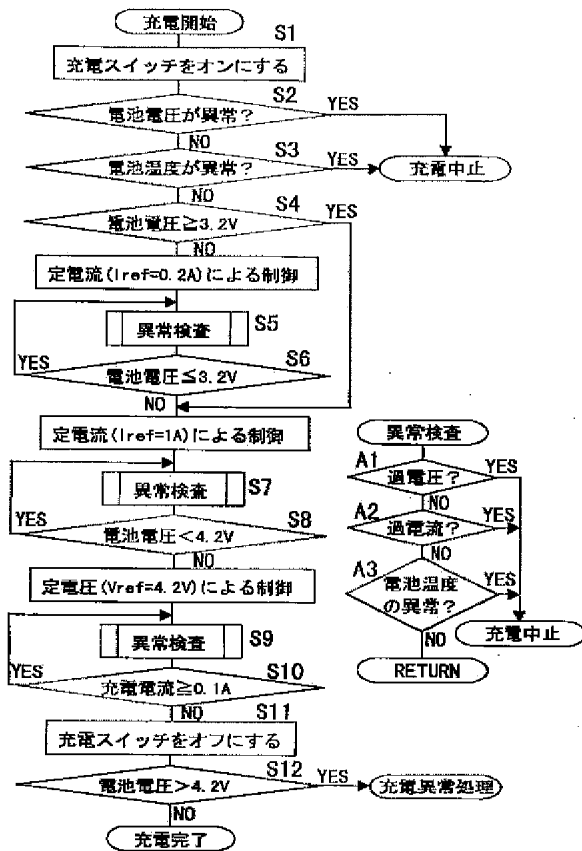 充電開始
S1
充電スイッチをオンにする
S2
電池電圧が異常?
YES
NO
S3
電池温度が異常?
YES
充電中止
NO
S4
電池電圧≧3.2V
YES
NO
定電流(Iref=0.2A)による制御
異常検査
S5
YES
S6
電池電圧≦3.2V
NO
定電流(Iref=1A)による制御
異常検査
S7
YES
S8
電池電圧<4.2V
NO
定電圧(Vref=4.2V)による制御
異常検査
S9
YES
S10
充電電流≧0.1A
NO
S11
充電スイッチをオフにする
S12
電池電圧>4.2V
YES
充電異常処理
NO
充電完了
異常検査
A1
過電圧?
YES
NO
A2
過電流?
YES
NO
A3
電池温度
の異常?
YES
充電中止
NO
RETURN